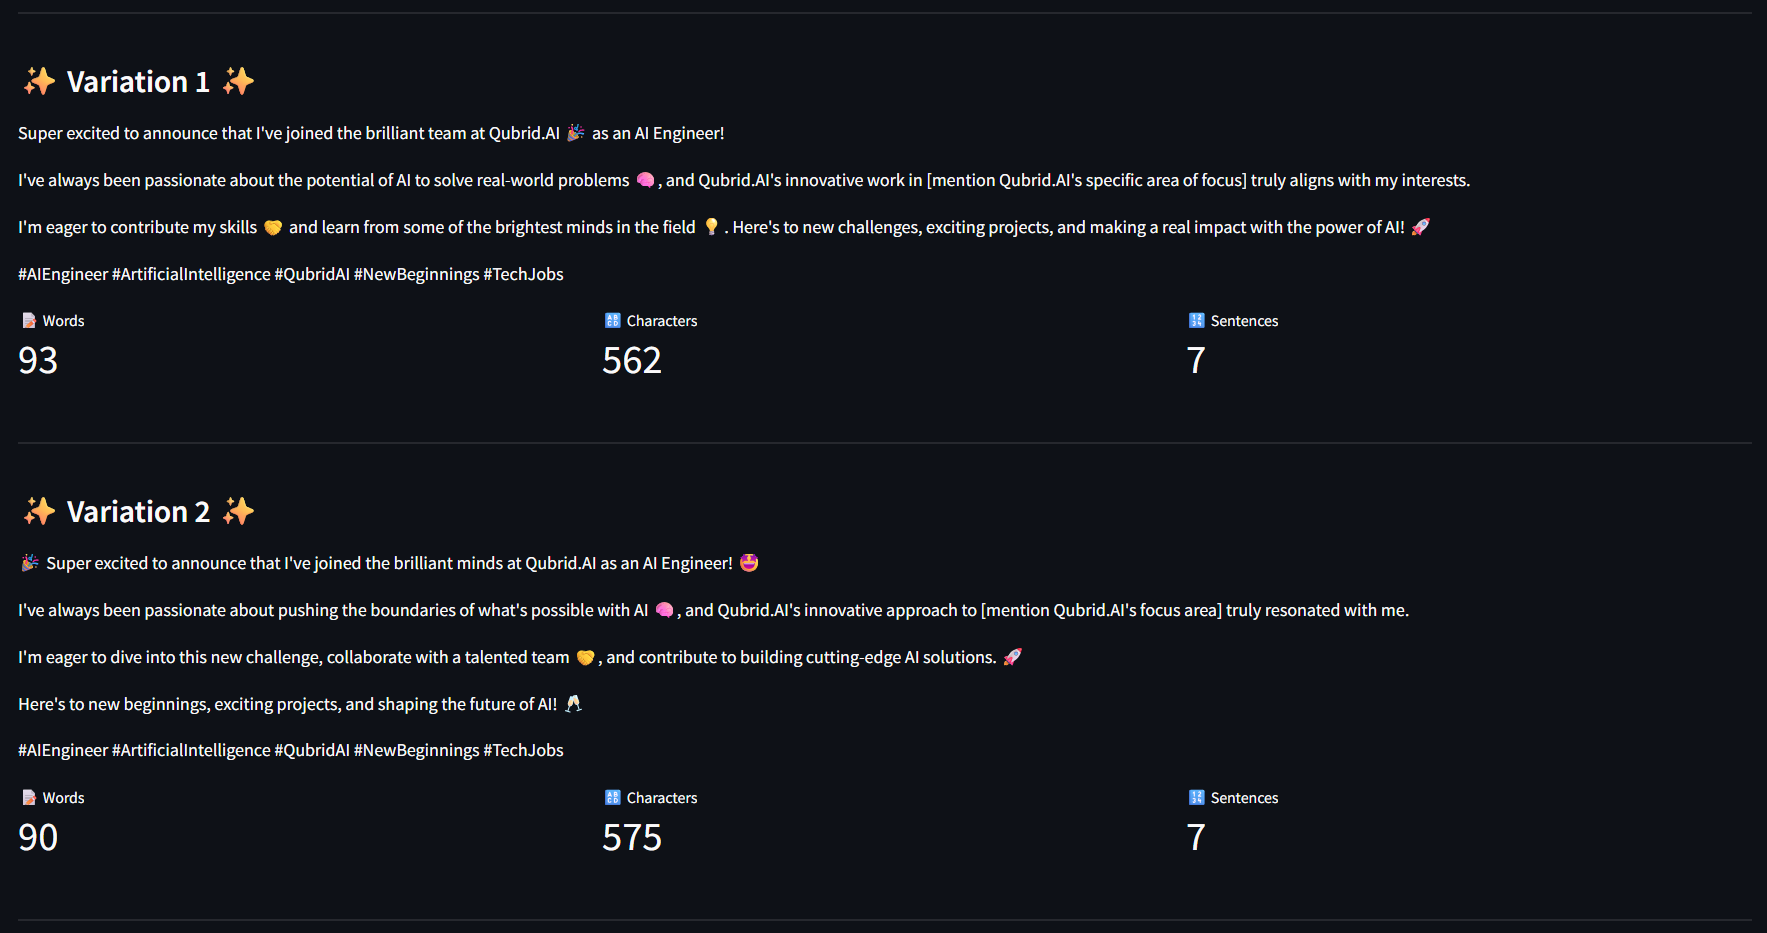 ✨ Variation 1 ✨
Super excited to announce that I've joined the brilliant team at Qubrid.AI 🎉 as an AI Engineer!
I've always been passionate about the potential of AI to solve real-world problems 🧠, and Qubrid.AI's innovative work in [mention Qubrid.AI's specific area of focus] truly aligns with my interests.
I'm eager to contribute my skills 🤝 and learn from some of the brightest minds in the field 💡. Here's to new challenges, exciting projects, and making a real impact with the power of AI! 🚀
#AIEngineer #ArtificialIntelligence #QubridAI #NewBeginnings #TechJobs
📝 Words
🔠 Characters
🔢 Sentences
93
562
7
✨ Variation 2 ✨
🎉 Super excited to announce that I've joined the brilliant minds at Qubrid.AI as an AI Engineer! 🤩
I've always been passionate about pushing the boundaries of what's possible with AI 🧠, and Qubrid.AI's innovative approach to [mention Qubrid.AI's focus area] truly resonated with me.
I'm eager to dive into this new challenge, collaborate with a talented team 🤝, and contribute to building cutting-edge AI solutions. 🚀
Here's to new beginnings, exciting projects, and shaping the future of AI! 🥂
#AIEngineer #ArtificialIntelligence #QubridAI #NewBeginnings #TechJobs
📝 Words
🔠 Characters
🔢 Sentences
90
575
7